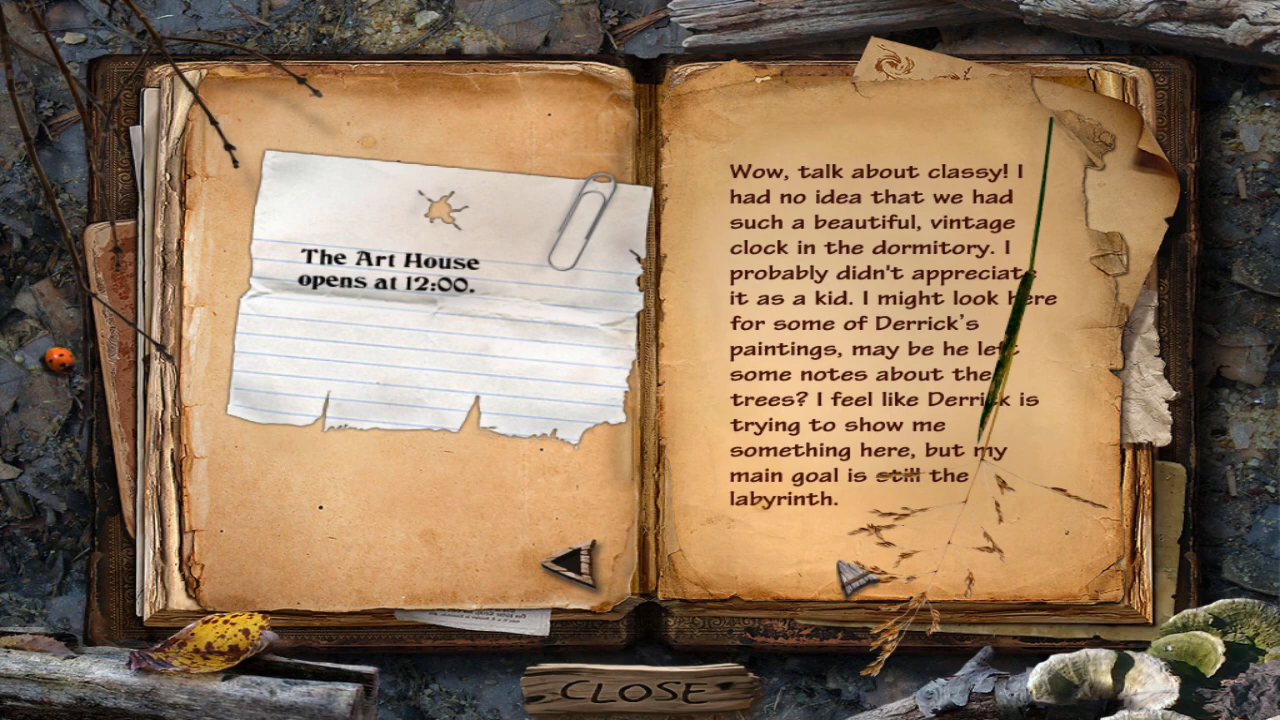 The Art House
opens at 12:00.
Wow, talk about classy! I
had no idea that we had
such a beautiful, vintage
clock in the dormitory. I
probably didn't appreciate
it as a kid. I might look here
for some of Derrick's
paintings, may be he left
some notes about the
trees? I feel like Derrick is
trying to show me
something here, but my
main goal is still the
labyrinth.
CLOSE